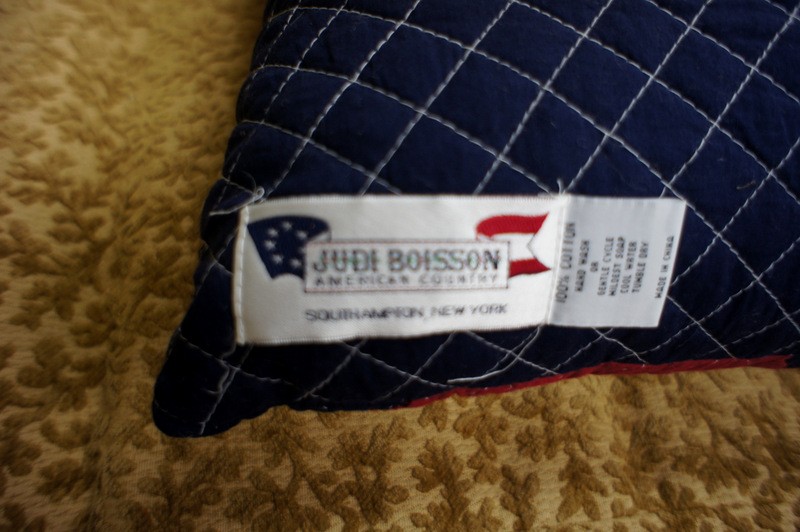 JUDI BOISSON
AMERICAN COUNTRY
SOUTHAMPTON, NEW YORK
100% COTTON
HAND WASH
OR
GENTLE CYCLE
MILDEST SOAP
COOL WATER
TUMBLE DRY
MADE IN CHINA